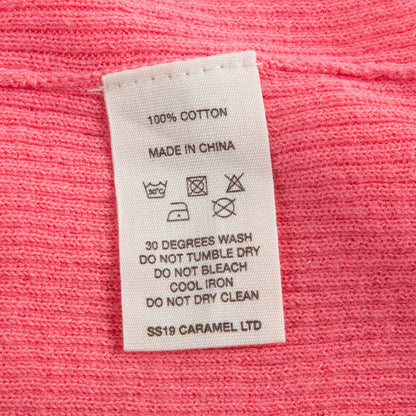 100% COTTON
MADE IN CHINA
30°C
30 DEGREES WASH
DO NOT TUMBLE DRY
DO NOT BLEACH
COOL IRON
DO NOT DRY CLEAN
SS19 CARAMEL LTD